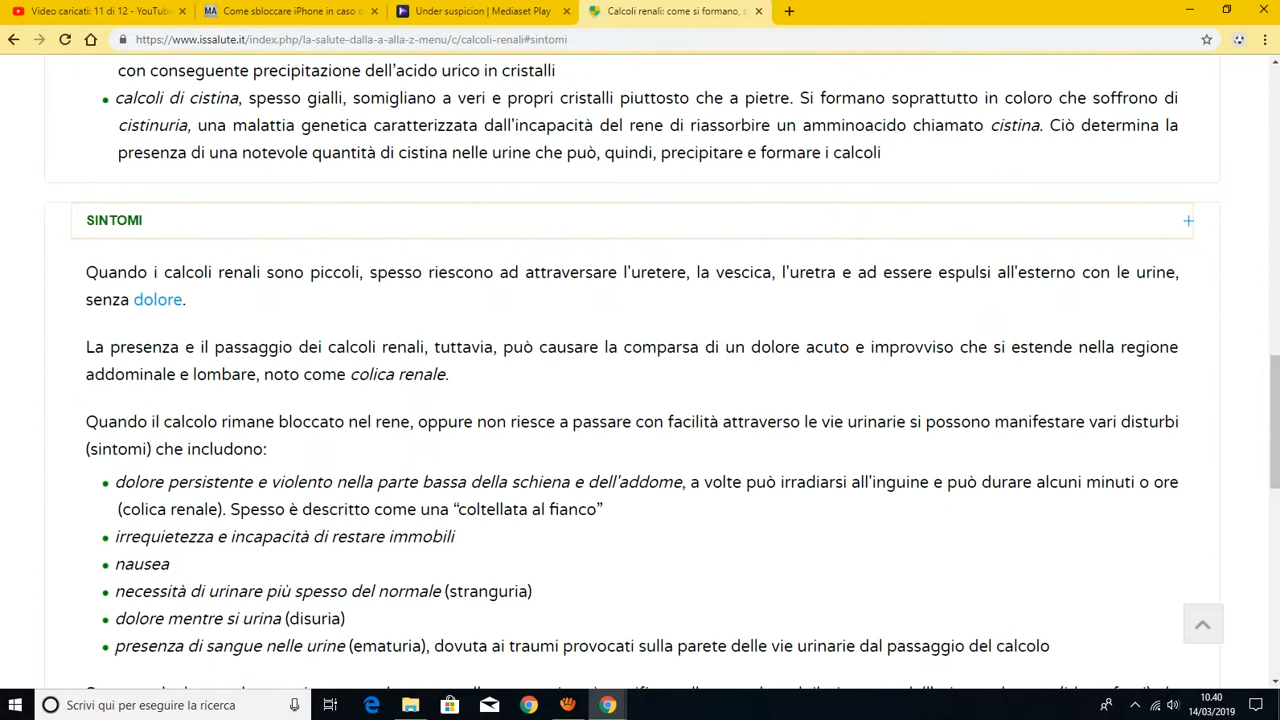 Video caricati: 11 di 12 - YouTu
Come sbloccare iPhone in caso d
Under suspicion | Mediaset Play
Calcoli renali: come si formano, s
https://www.issalute.it/index.php/la-salute-dalla-a-alla-z-menu/c/calcoli-renali#sintomi
con conseguente precipitazione dell'acido urico in cristalli
calcoli di cistina, spesso gialli, somigliano a veri e propri cristalli piuttosto che a pietre. Si formano soprattutto in coloro che soffrono di
cistinuria, una malattia genetica caratterizzata dall'incapacità del rene di riassorbire un amminoacido chiamato cistina. Ciò determina la
presenza di una notevole quantità di cistina nelle urine che può, quindi, precipitare e formare i calcoli
SINTOMI
Quando i calcoli renali sono piccoli, spesso riescono ad attraversare l'uretere, la vescica, l'uretra e ad essere espulsi all'esterno con le urine,
senza dolore.
La presenza e il passaggio dei calcoli renali, tuttavia, può causare la comparsa di un dolore acuto e improvviso che si estende nella regione
addominale e lombare, noto come colica renale.
Quando il calcolo rimane bloccato nel rene, oppure non riesce a passare con facilità attraverso le vie urinarie si possono manifestare vari disturbi
(sintomi) che includono:
dolore persistente e violento nella parte bassa della schiena e dell'addome, a volte può irradiarsi all'inguine e può durare alcuni minuti o ore
(colica renale). Spesso è descritto come una “coltellata al fianco”
irrequietezza e incapacità di restare immobili
nausea
necessità di urinare più spesso del normale (stranguria)
dolore mentre si urina (disuria)
presenza di sangue nelle urine (ematuria), dovuta ai traumi provocati sulla parete delle vie urinarie dal passaggio del calcolo
Scrivi qui per eseguire la ricerca
10.40
14/03/2019